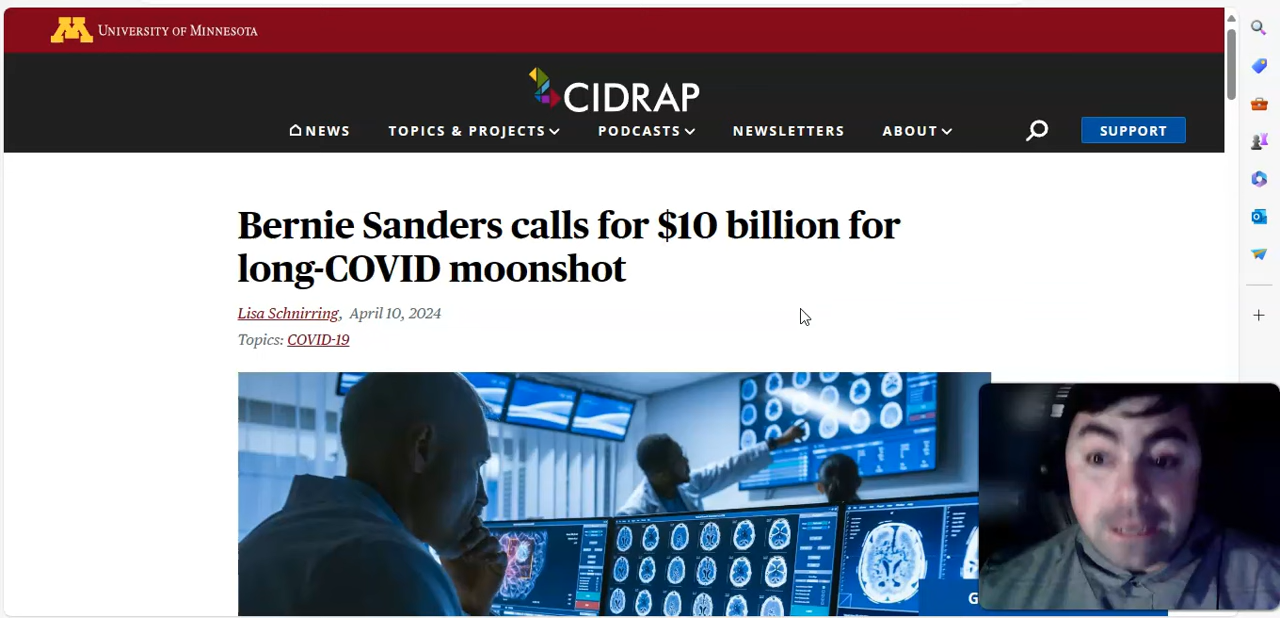 UNIVERSITY OF MINNESOTA
CIDRAP
NEWS TOPICS & PROJECTS PODCASTS NEWSLETTERS ABOUT SUPPORT
Bernie Sanders calls for $10 billion for
long-COVID moonshot
Lisa Schnirring, April 10, 2024
Topics: COVID-19
G